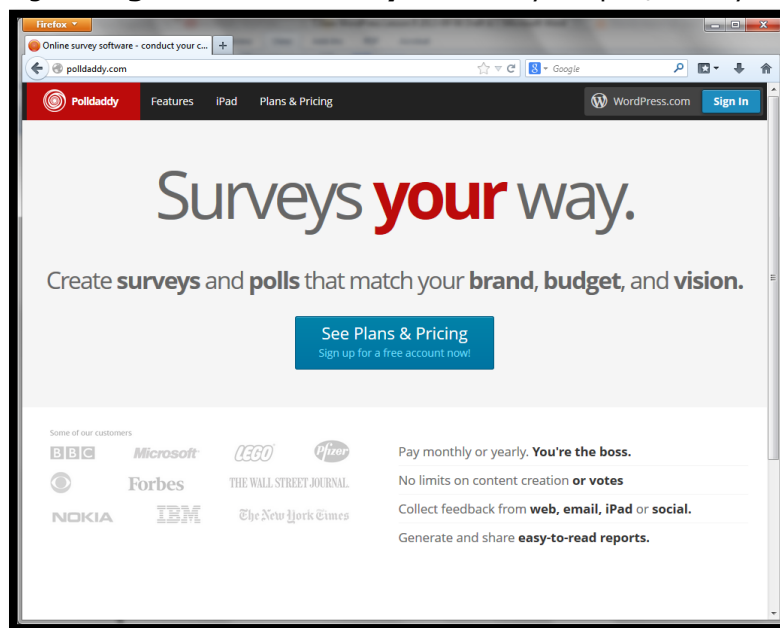 Firefox
Online survey software - conduct your c...
polldaddy.com
Google
Polldaddy
Features
iPad
Plans & Pricing
WordPress.com
Sign In
Surveys your way.
Create surveys and polls that match your brand, budget, and vision.
See Plans & Pricing
Sign up for a free account now!
Some of our customers
BBC
Microsoft
LEGO
Pfizer
Forbes
THE WALL STREET JOURNAL.
NOKIA
IBM
The New York Times
Pay monthly or yearly. You're the boss.
No limits on content creation or votes
Collect feedback from web, email, iPad or social.
Generate and share easy-to-read reports.